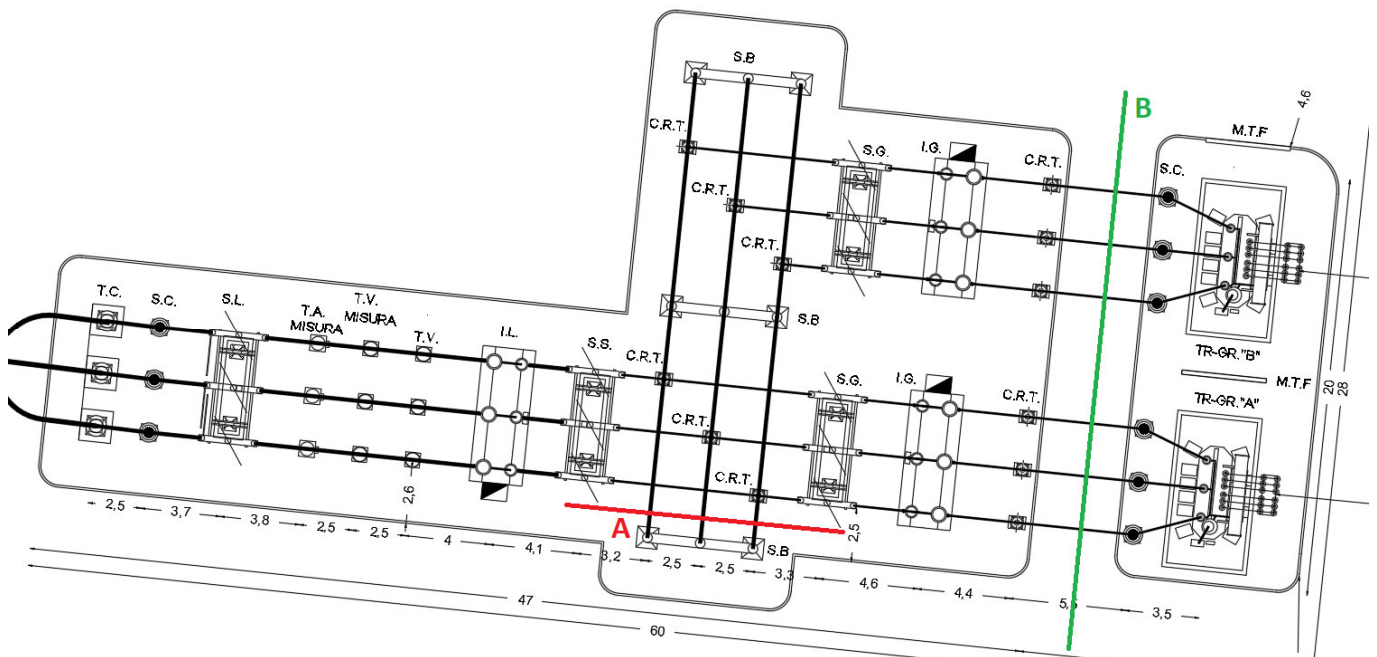 S.B
B
4,6
M.T.F
C.R.T.
S.G.
I.G.
C.R.T.
S.C.
C.R.T.
C.R.T.
T.C.
S.C.
S.L.
T.A.
MISURA
T.V.
MISURA
T.V.
I.L.
S.S.
C.R.T.
S.B
TR-GR."B"
M.T.F
20
28
S.G.
I.G.
C.R.T.
TR-GR."A"
C.R.T.
C.R.T.
A
2,6
2,5
S.B
2,5
3,7
3,8
2,5
2,5
4
4,1
3,2
2,5
2,5
3,3
4,6
4,4
3,5
47
60